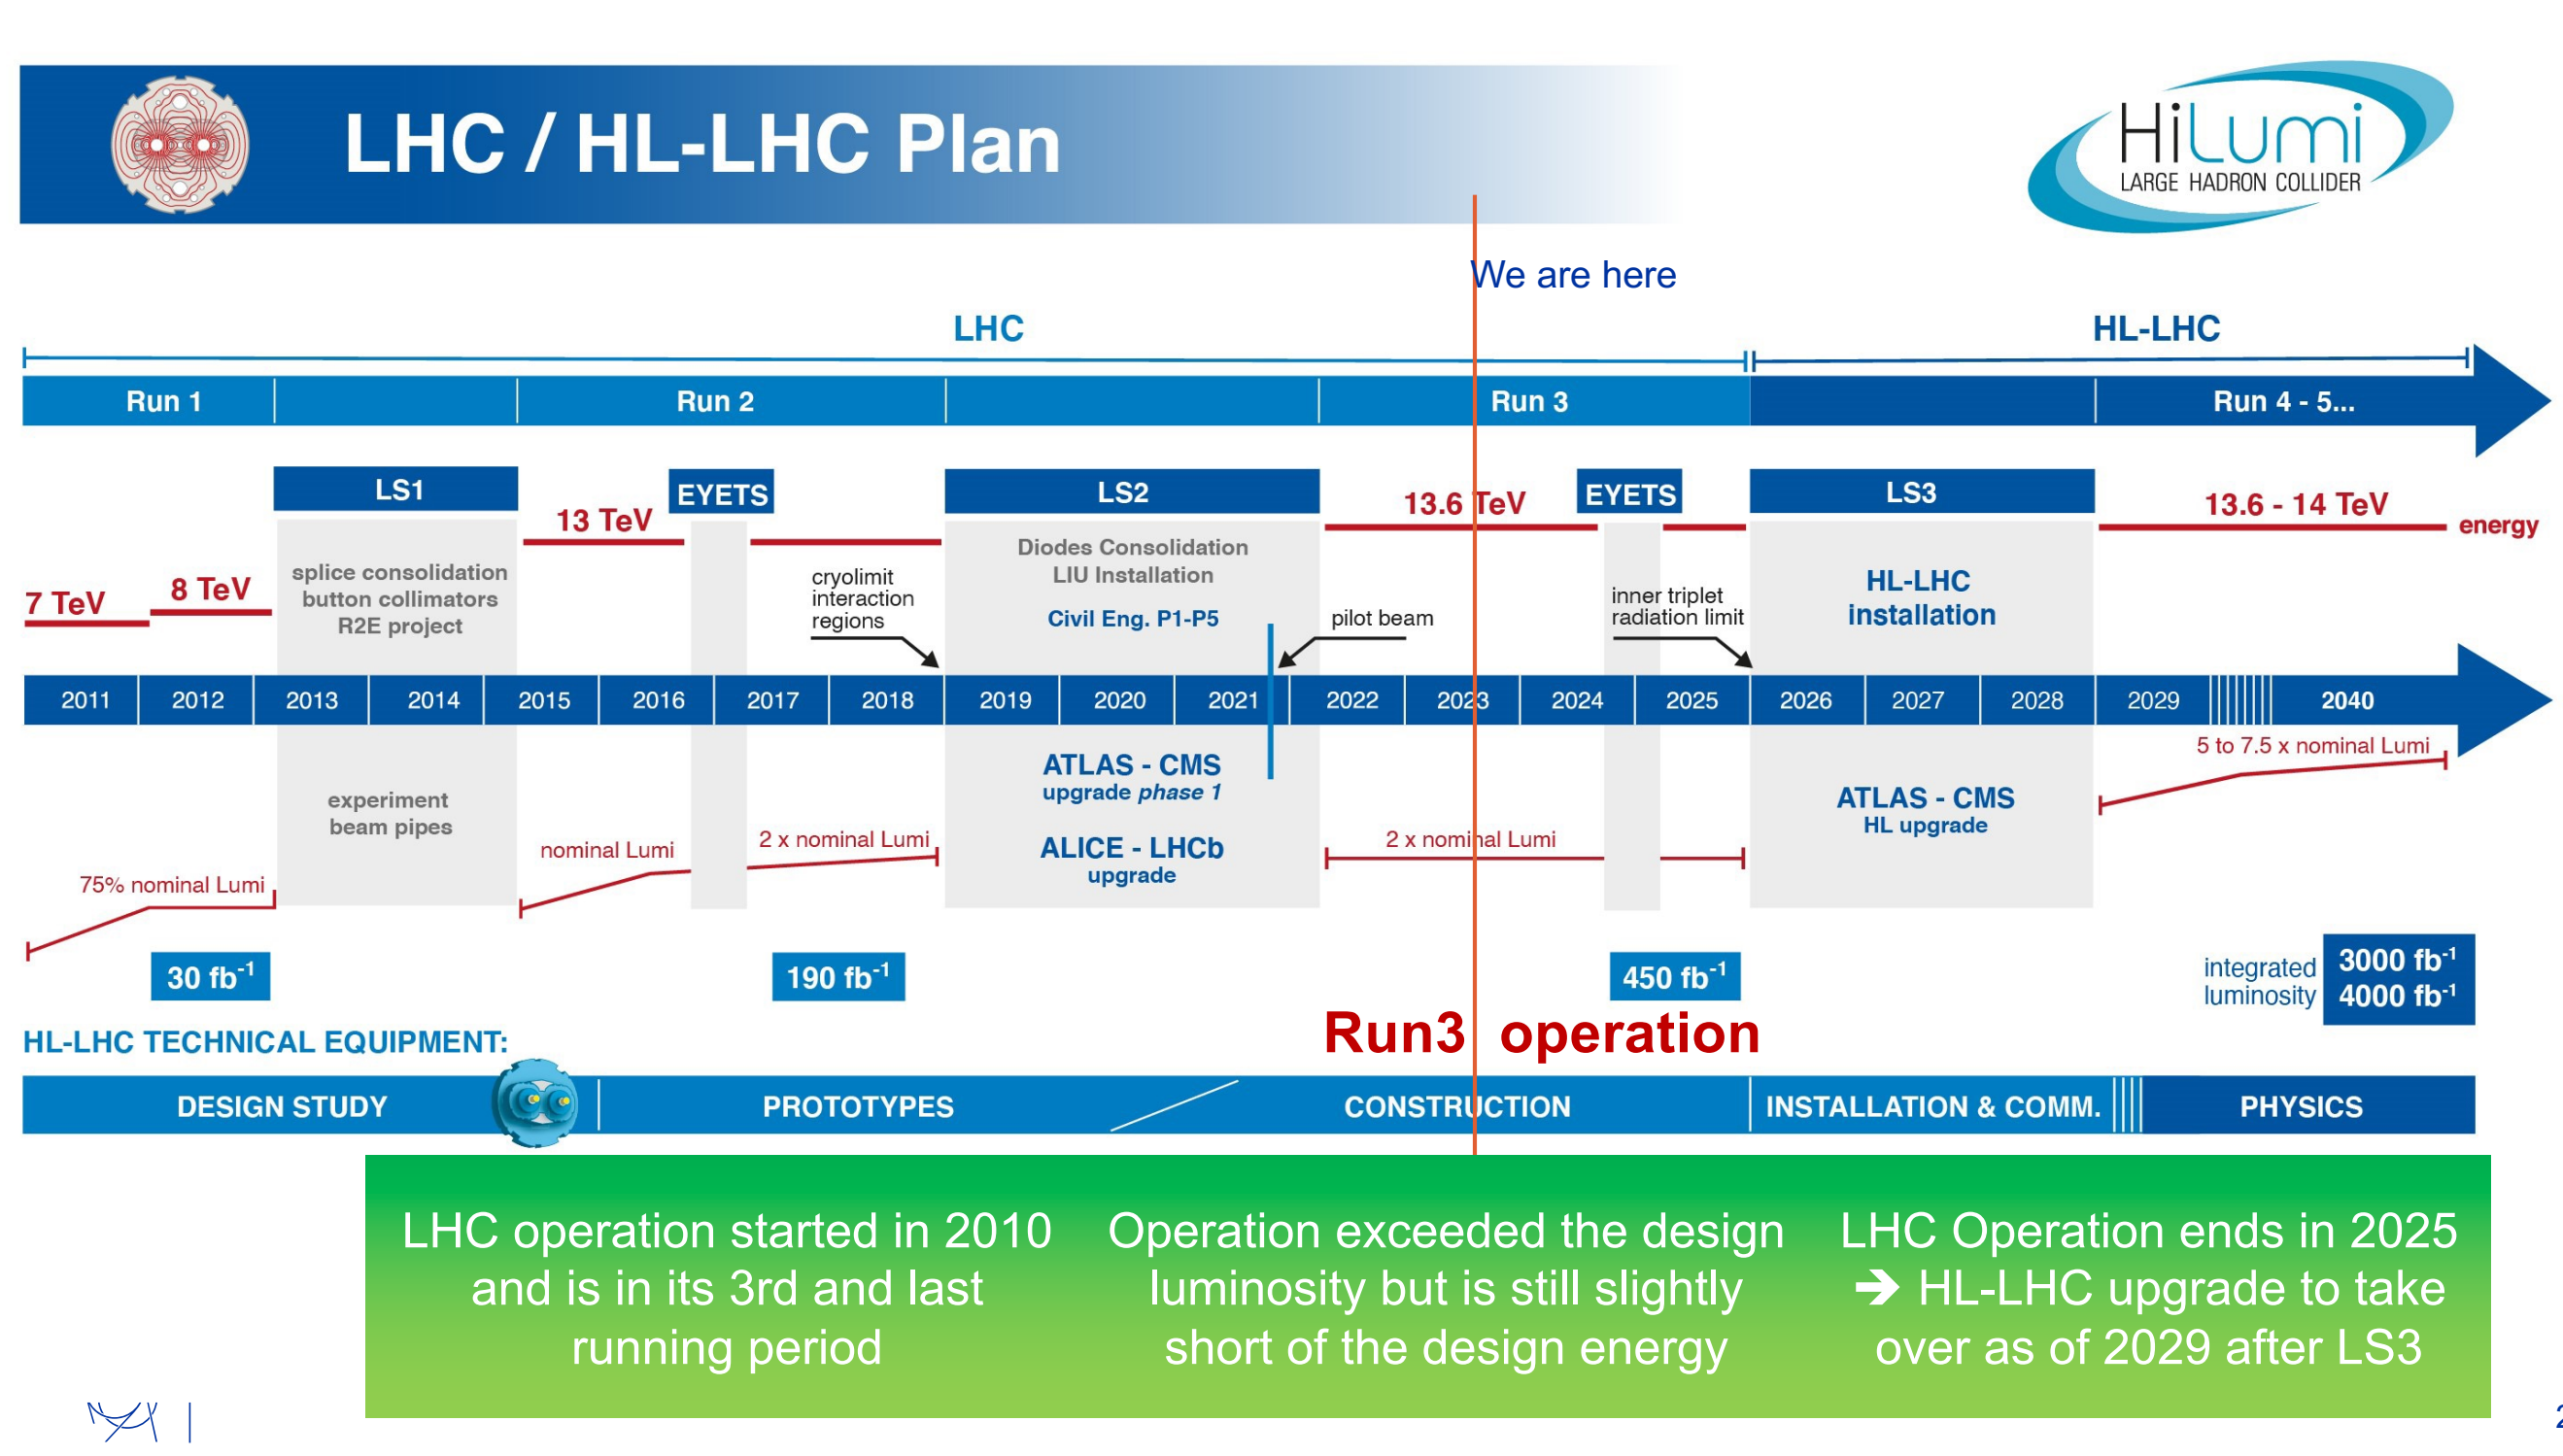 LHC / HL-LHC Plan
HiLumi
LARGE HADRON COLLIDER
We are here
LHC
HL-LHC
Run 1
Run 2
Run 3
Run 4 - 5...
LS1
EYETS
LS2
13.6 TeV
EYETS
LS3
13.6 - 14 TeV
energy
13 TeV
7 TeV
8 TeV
splice consolidation
button collimators
R2E project
cryolimit
interaction
regions
Diodes Consolidation
LIU Installation
Civil Eng. P1-P5
pilot beam
inner triplet
radiation limit
HL-LHC
installation
2011
2012
2013
2014
2015
2016
2017
2018
2019
2020
2021
2022
2023
2024
2025
2026
2027
2028
2029
2040
5 to 7.5 x nominal Lumi
experiment
beam pipes
ATLAS - CMS
upgrade phase 1
ALICE - LHCb
upgrade
ATLAS - CMS
HL upgrade
75% nominal Lumi
nominal Lumi
2 x nominal Lumi
2 x nominal Lumi
30 fb-1
190 fb-1
450 fb-1
integrated
luminosity
3000 fb-1
4000 fb-1
Run3 operation
HL-LHC TECHNICAL EQUIPMENT:
DESIGN STUDY
PROTOTYPES
CONSTRUCTION
INSTALLATION & COMM.
PHYSICS
LHC operation started in 2010
and is in its 3rd and last
running period
Operation exceeded the design
luminosity but is still slightly
short of the design energy
LHC Operation ends in 2025
➔ HL-LHC upgrade to take
over as of 2029 after LS3